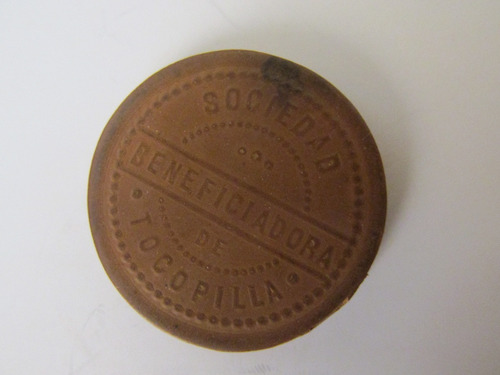 SOCIEDAD
BENEFICIADORA
DE
TOCOPILLA